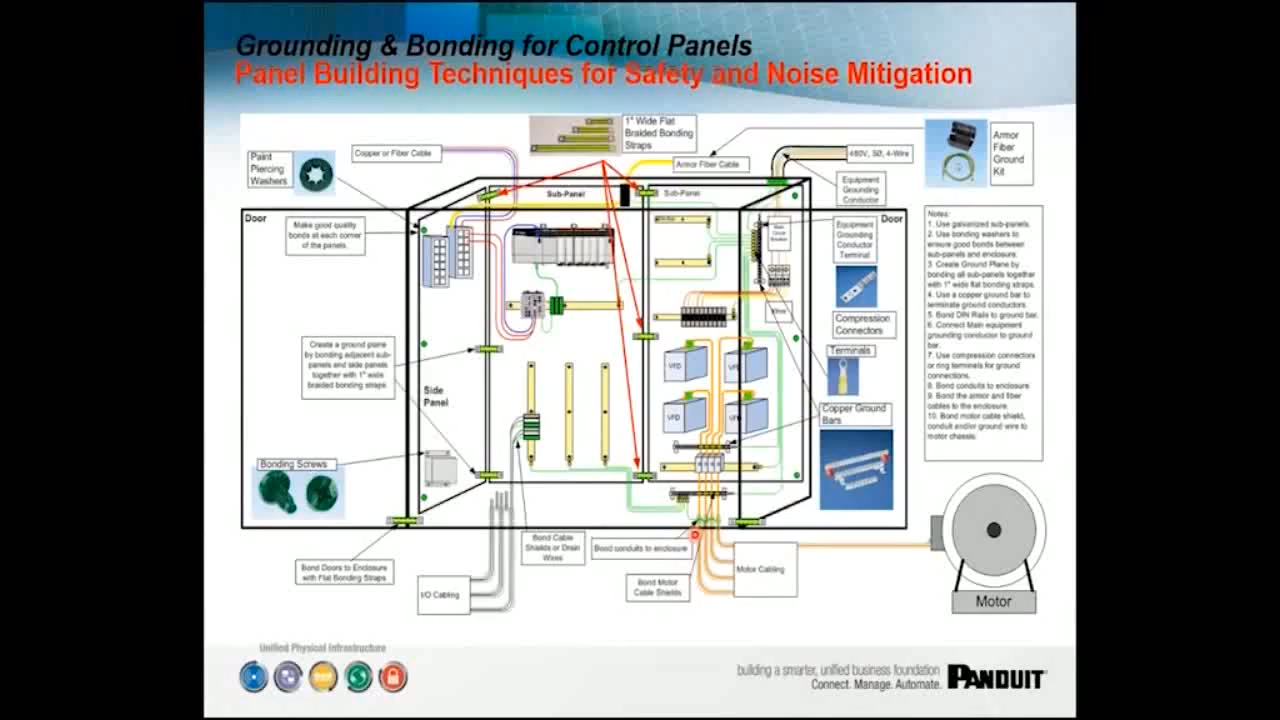 Grounding & Bonding for Control Panels
Panel Building Techniques for Safety and Noise Mitigation
1" Wide Flat
Braided Bonding
Straps
Paint
Piercing
Washers
Copper or Fiber Cable
Armor Fiber Cable
480V, 50, 4-Wire
Armor
Fiber
Ground
Kit
Equipment
Grounding
Conductor
Sub-Panel
Sub-Panel
Door
Door
Make good quality
bonds at each corner
of the panels.
Equipment
Grounding
Conductor
Terminal
Main
Circuit
Breaker
Notes:
1. Use galvanized sub-panels.
2. Use bonding washers to
ensure good bonds between
sub-panels and enclosure.
3. Create Ground Plane by
bonding all sub-panels together
with 1" wide flat bonding straps.
4. Use a copper ground bar to
terminate ground conductors.
5. Bond DIN Rails to ground bar.
6. Connect Main equipment
grounding conductor to ground
bar.
7. Use compression connectors
or ring terminals for ground
connections.
8. Bond conduits to enclosure
9. Bond the armor and fiber
cables to the enclosure.
10. Bond motor cable shield,
conduit and/or ground wire to
motor chassis.
Compression
Connectors
Create a ground plane
by bonding adjacent sub-
panels and side panels
together with 1" wide
braided bonding straps.
Terminals
VFD
VFD
VFD
VFD
Side
Panel
Copper Ground
Bars
Bonding Screws
Bond Cable
Shields or Drain
Wires
Bond conduits to enclosure
Bond Doors to Enclosure
with Flat Bonding Straps
I/O Cabling
Bond Motor
Cable Shields
Motor Cabling
Motor
Unified Physical Infrastructure
building a smarter, unified business foundation
Connect. Manage. Automate.
PANDUIT